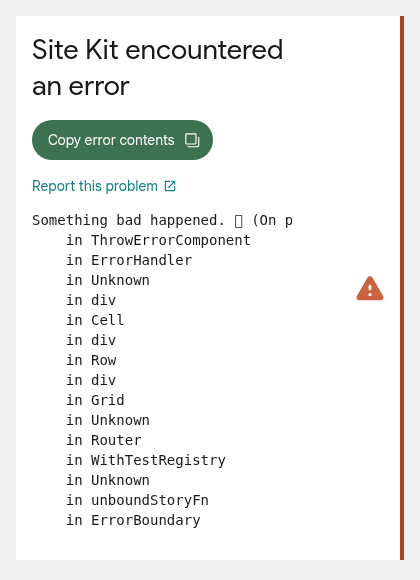 Site Kit encountered
an error
Copy error contents
Report this problem
Something bad happened. (On p
in ThrowErrorComponent
in ErrorHandler
in Unknown
in div
in Cell
in div
in Row
in div
in Grid
in Unknown
in Router
in WithTestRegistry
in Unknown
in unboundStoryFn
in ErrorBoundary